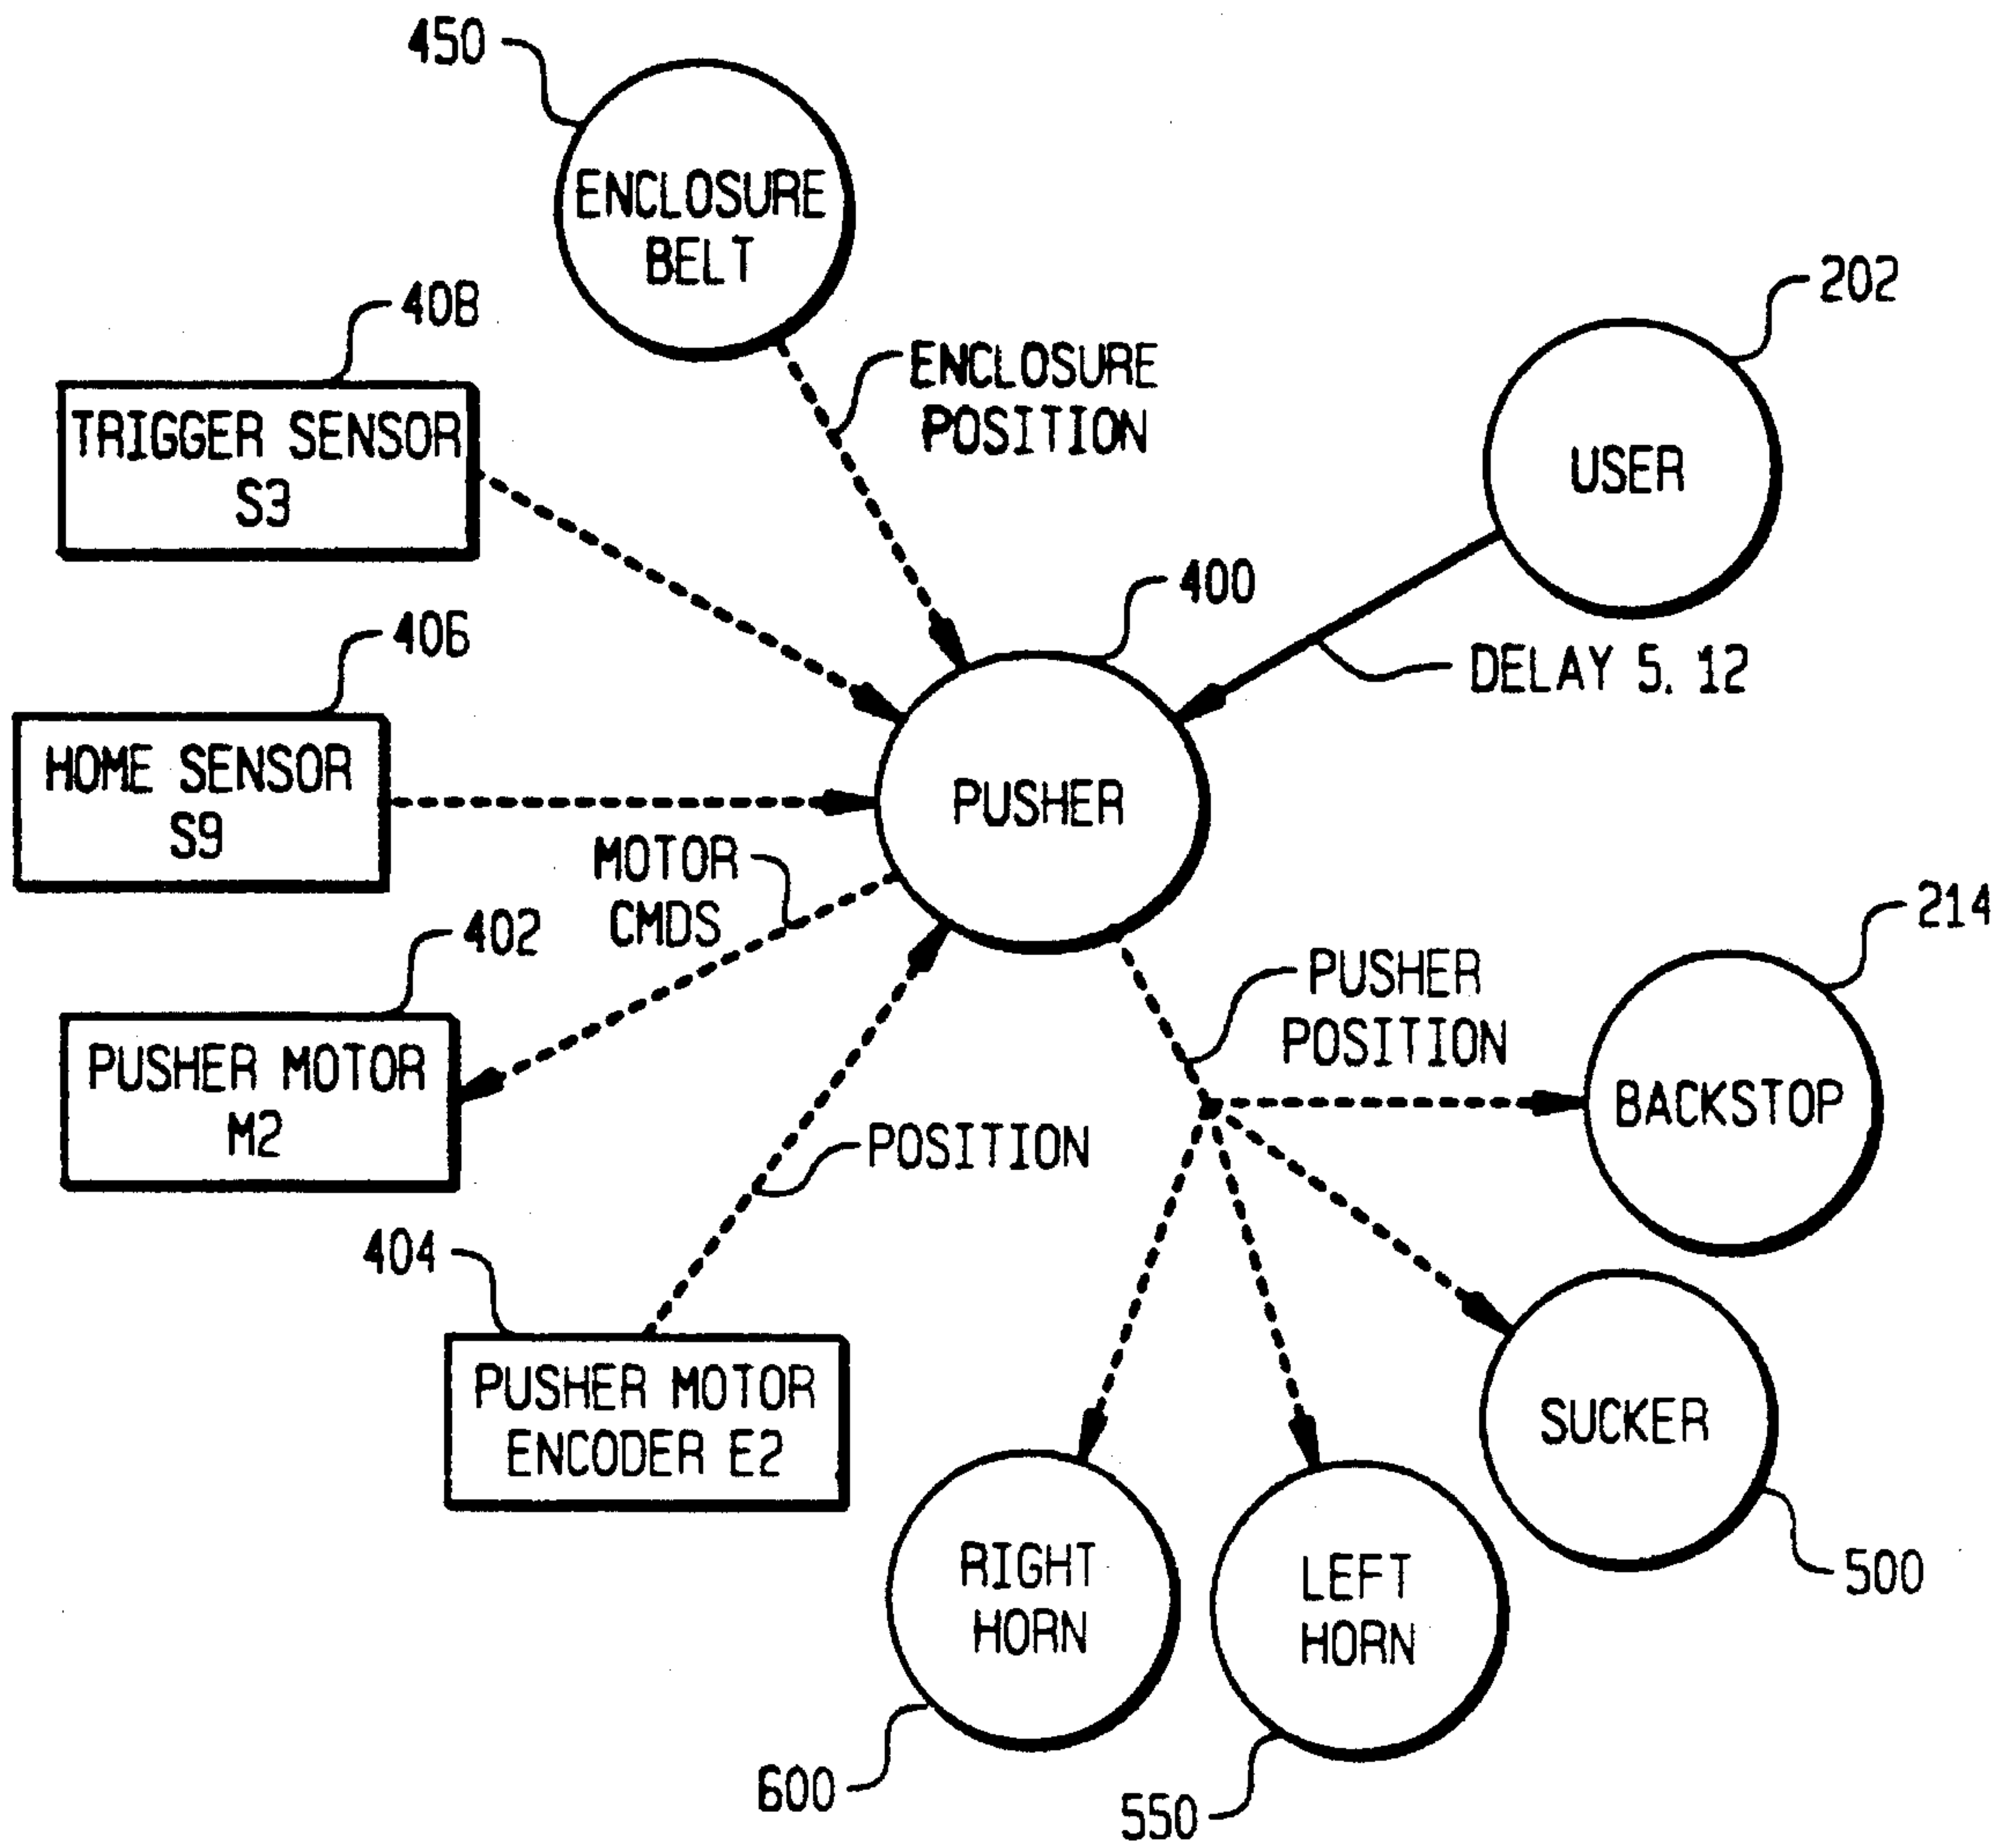 450
ENCLOSURE
BELT
202
408
ENCLOSURE
POSITION
TRIGGER SENSOR
S3
USER
400
406
DELAY 5, 12
HOME SENSOR
S9
PUSHER
MOTOR
CMDS
402
214
PUSHER
POSITION
PUSHER MOTOR
M2
BACKSTOP
POSITION
404
PUSHER MOTOR
ENCODER E2
SUCKER
RIGHT
HORN
LEFT
HORN
500
600
550